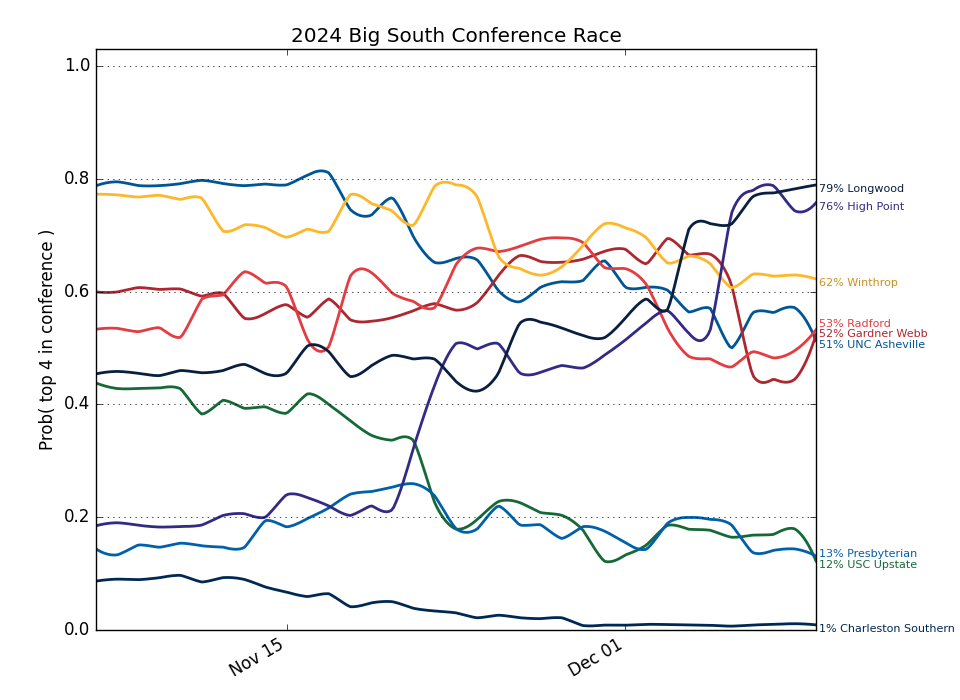 2024 Big South Conference Race
Prob( top 4 in conference )
1.0
0.8
0.6
0.4
0.2
0.0
Nov 15
Dec 01
79% Longwood
76% High Point
62% Winthrop
53% Radford
52% Gardner Webb
51% UNC Asheville
13% Presbyterian
12% USC Upstate
1% Charleston Southern